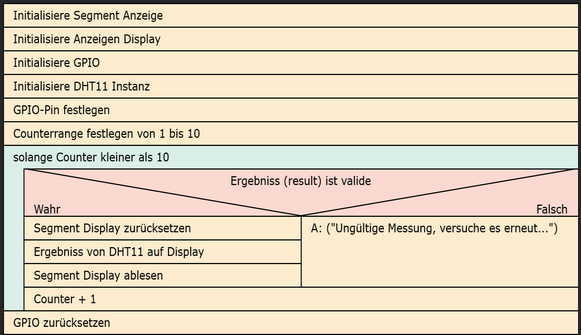 Initialisiere Segment Anzeige
Initialisiere Anzeigen Display
Initialisiere GPIO
Initialisiere DHT11 Instanz
GPIO-Pin festlegen
Counterrange festlegen von 1 bis 10
solange Counter kleiner als 10
Ergebniss (result) ist valide
Wahr
Falsch
Segment Display zurücksetzen
A: ("Ungültige Messung, versuche es erneut...")
Ergebniss von DHT11 auf Display
Segment Display ablesen
Counter + 1
GPIO zurücksetzen